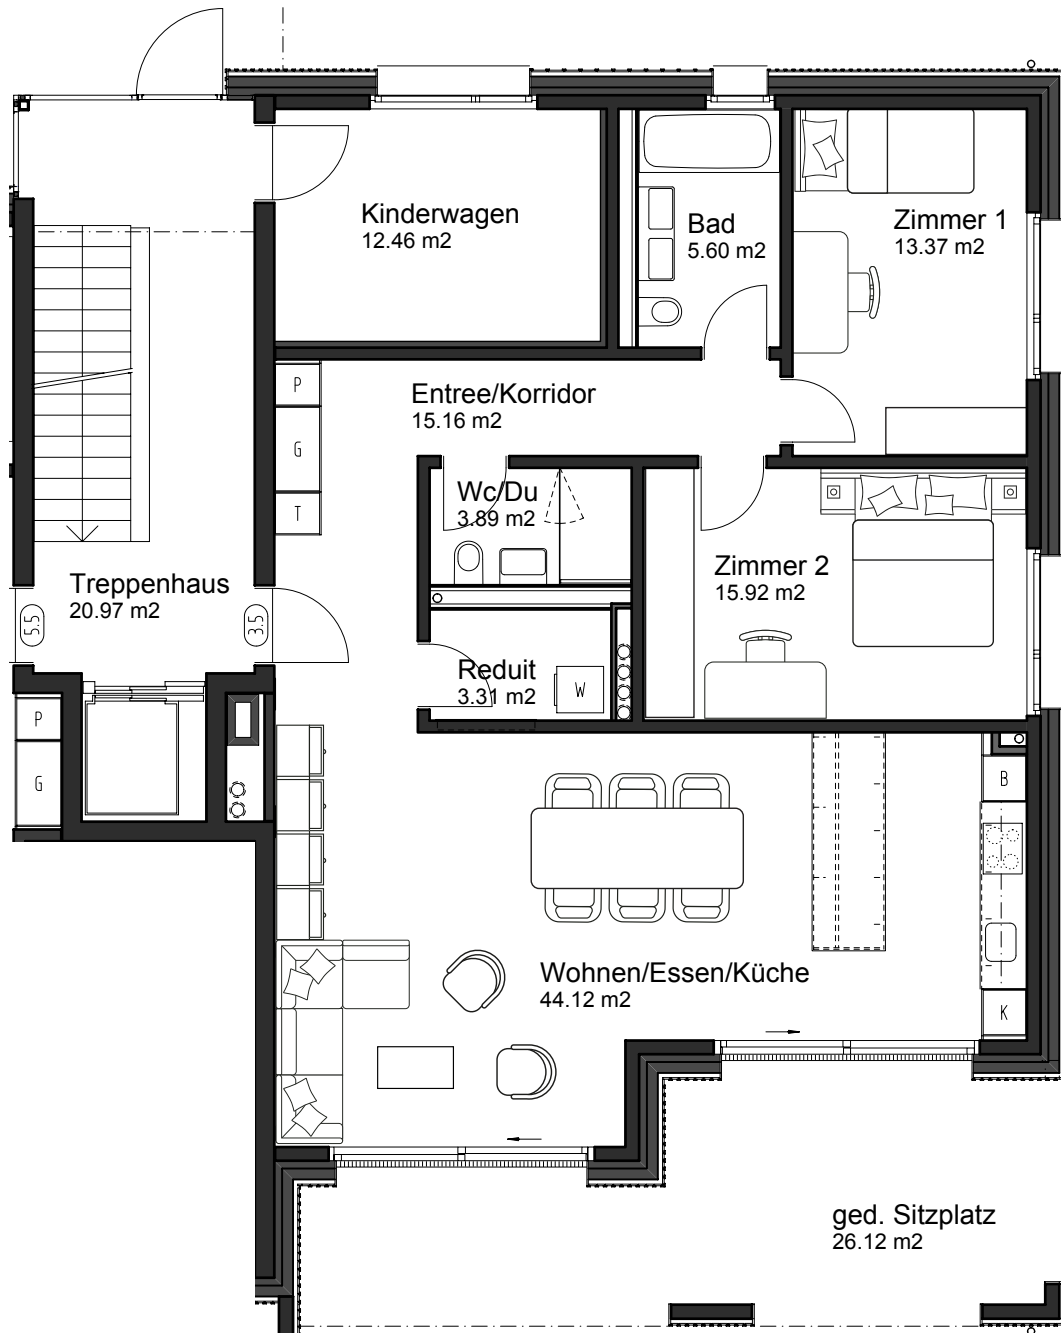 Kinderwagen
12.46 m2
Bad
5.60 m2
Zimmer 1
13.37 m2
P
G
T
Entree/Korridor
15.16 m2
Wc/Du
3.89 m2
Zimmer 2
15.92 m2
Treppenhaus
20.97 m2
5.5
3.5
Reduit
3.31 m2
W
P
G
B
Wohnen/Essen/Küche
44.12 m2
K
ged. Sitzplatz
26.12 m2